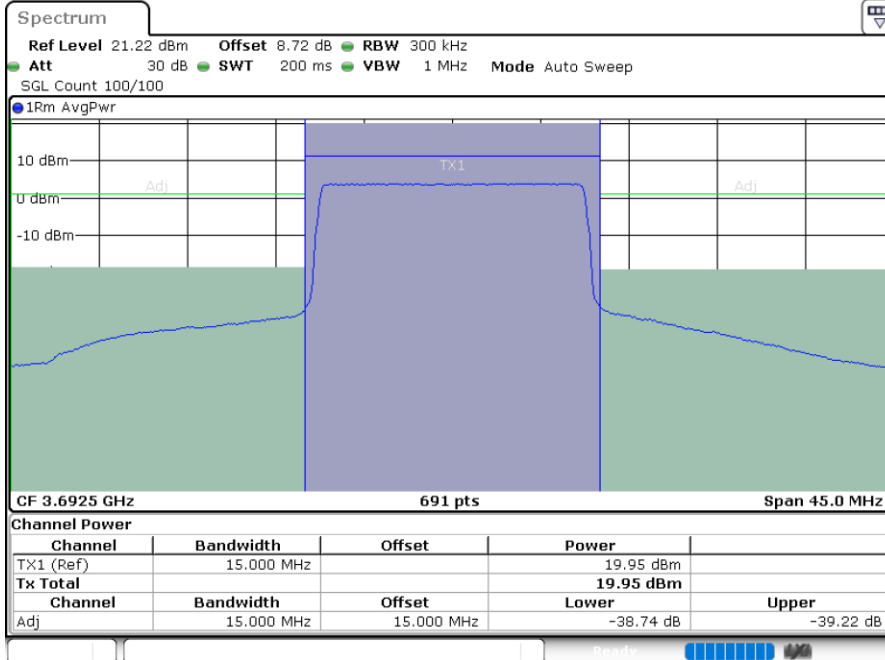 Spectrum
Ref Level 21.22 dBm Offset 8.72 dB RBW 300 kHz
Att 30 dB SWT 200 ms VBW 1 MHz Mode Auto Sweep
SGL Count 100/100
1Rm AvgPwr
10 dBm
TX1
Adj Adj
0 dBm
-10 dBm
CF 3.6925 GHz 691 pts Span 45.0 MHz
Channel Power
Channel Bandwidth Offset Power
TX1 (Ref) 15.000 MHz 19.95 dBm
Tx Total 19.95 dBm
Channel Bandwidth Offset Lower Upper
Adj 15.000 MHz 15.000 MHz -38.74 dB -39.22 dB
Ready